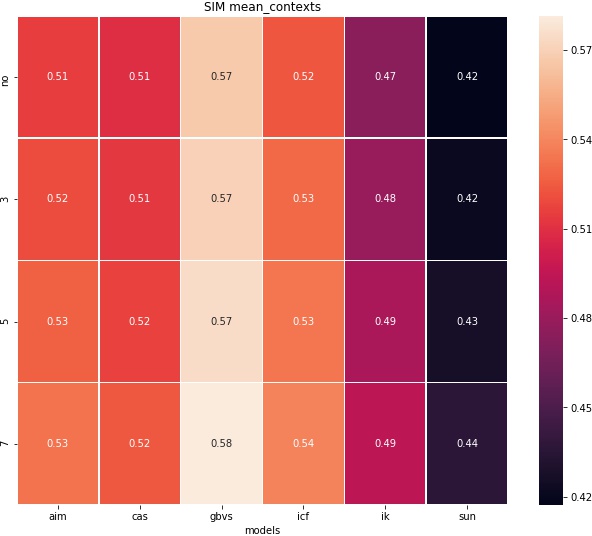 SIM mean_contexts
no 0.51 0.51 0.57 0.52 0.47 0.42
3 0.52 0.51 0.57 0.53 0.48 0.42
5 0.53 0.52 0.57 0.53 0.49 0.43
7 0.53 0.52 0.58 0.54 0.49 0.44
aim cas gbvs icf ik sun
models
0.57
0.54
0.51
0.48
0.45
0.42